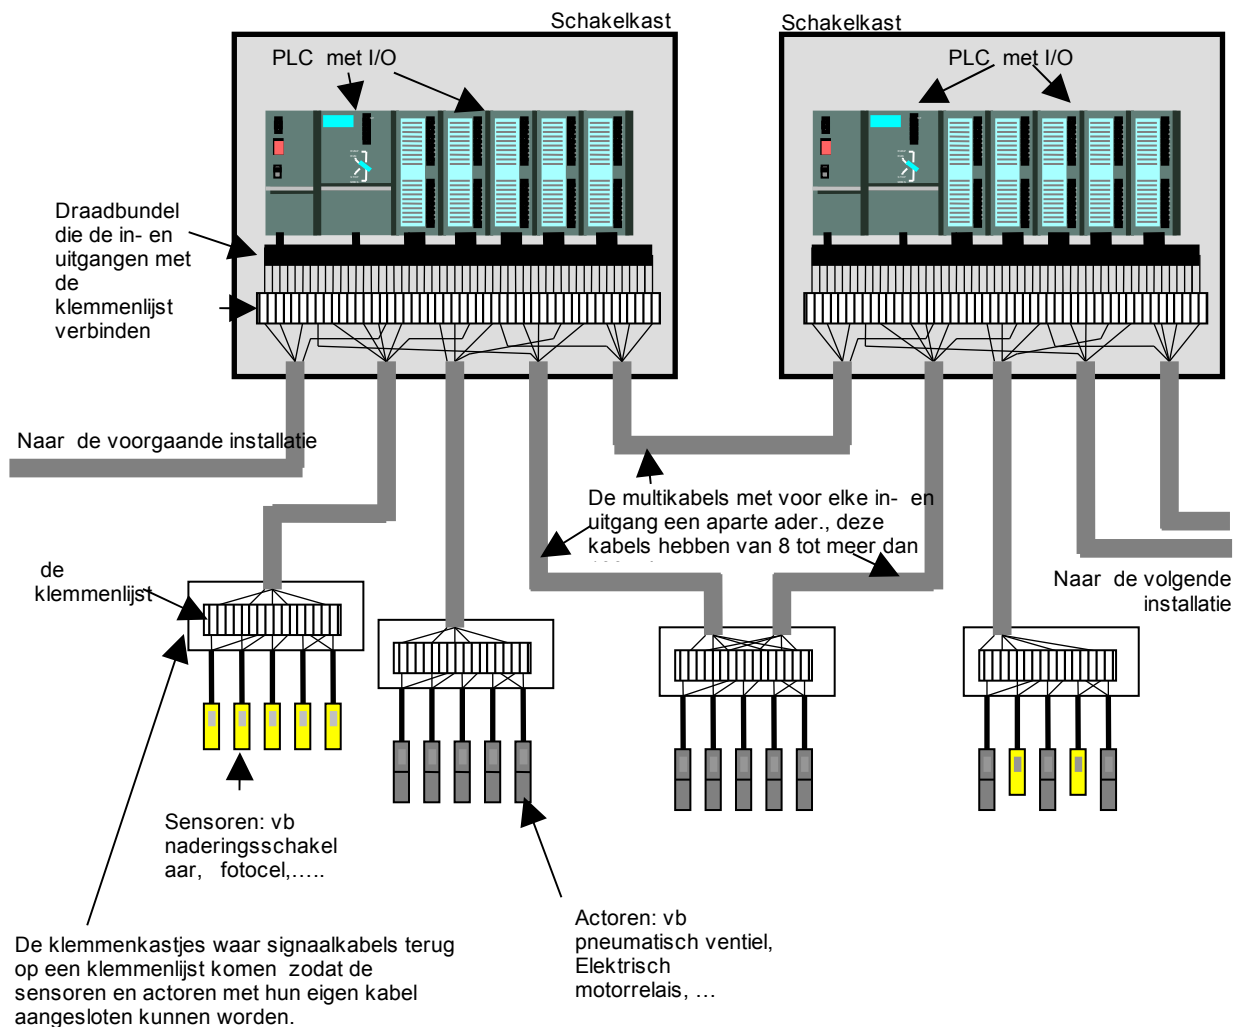 Schakelkast
Schakelkast
PLC met I/O
PLC met I/O
Draadbundel
die de in- en
uitgangen met
de
klemmenlijst
verbinden
Naar de voorgaande installatie
De multikabels met voor elke in- en
uitgang een aparte ader., deze
kabels hebben van 8 tot meer dan
de
klemmenlijst
Naar de volgende
installatie
Sensoren: vb
naderingsschakel
aar, fotocel,.....
Actoren: vb
pneumatisch ventiel,
Elektrisch
motorrelais, ...
De klemmenkastjes waar signaalkabels terug
op een klemmenlijst komen zodat de
sensoren en actoren met hun eigen kabel
aangesloten kunnen worden.